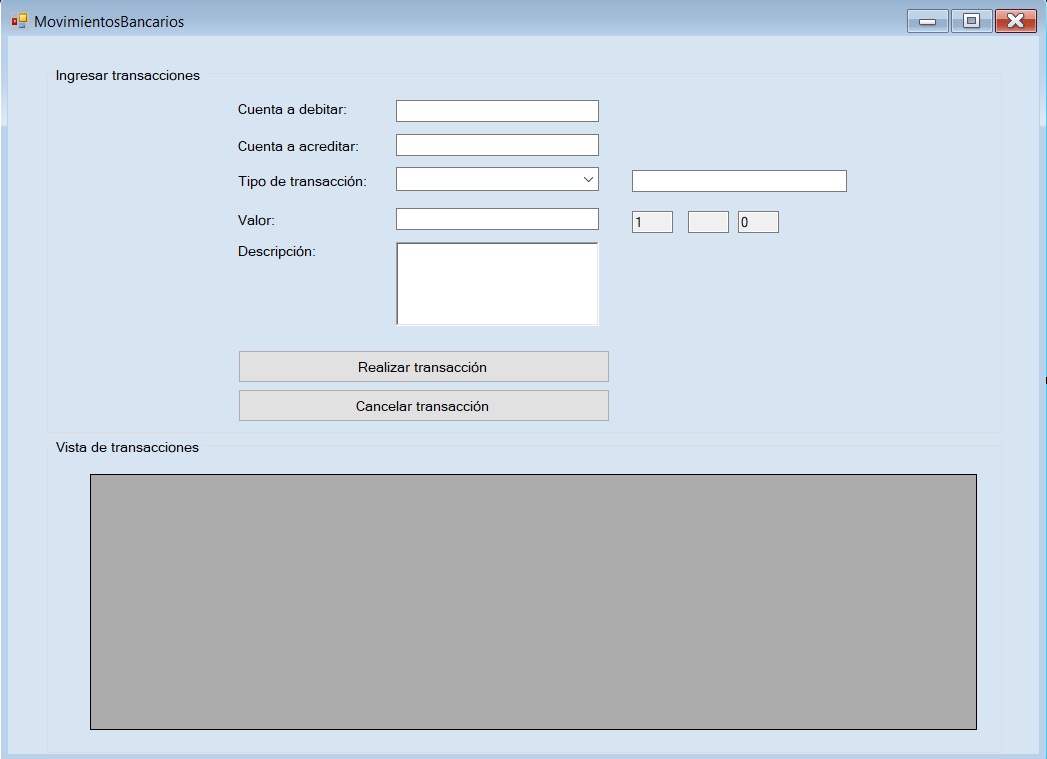 MovimientosBancarios
Ingresar transacciones
Cuenta a debitar:
Cuenta a acreditar:
Tipo de transacción:
Valor:
1 0
Descripción:
Realizar transacción
Cancelar transacción
Vista de transacciones